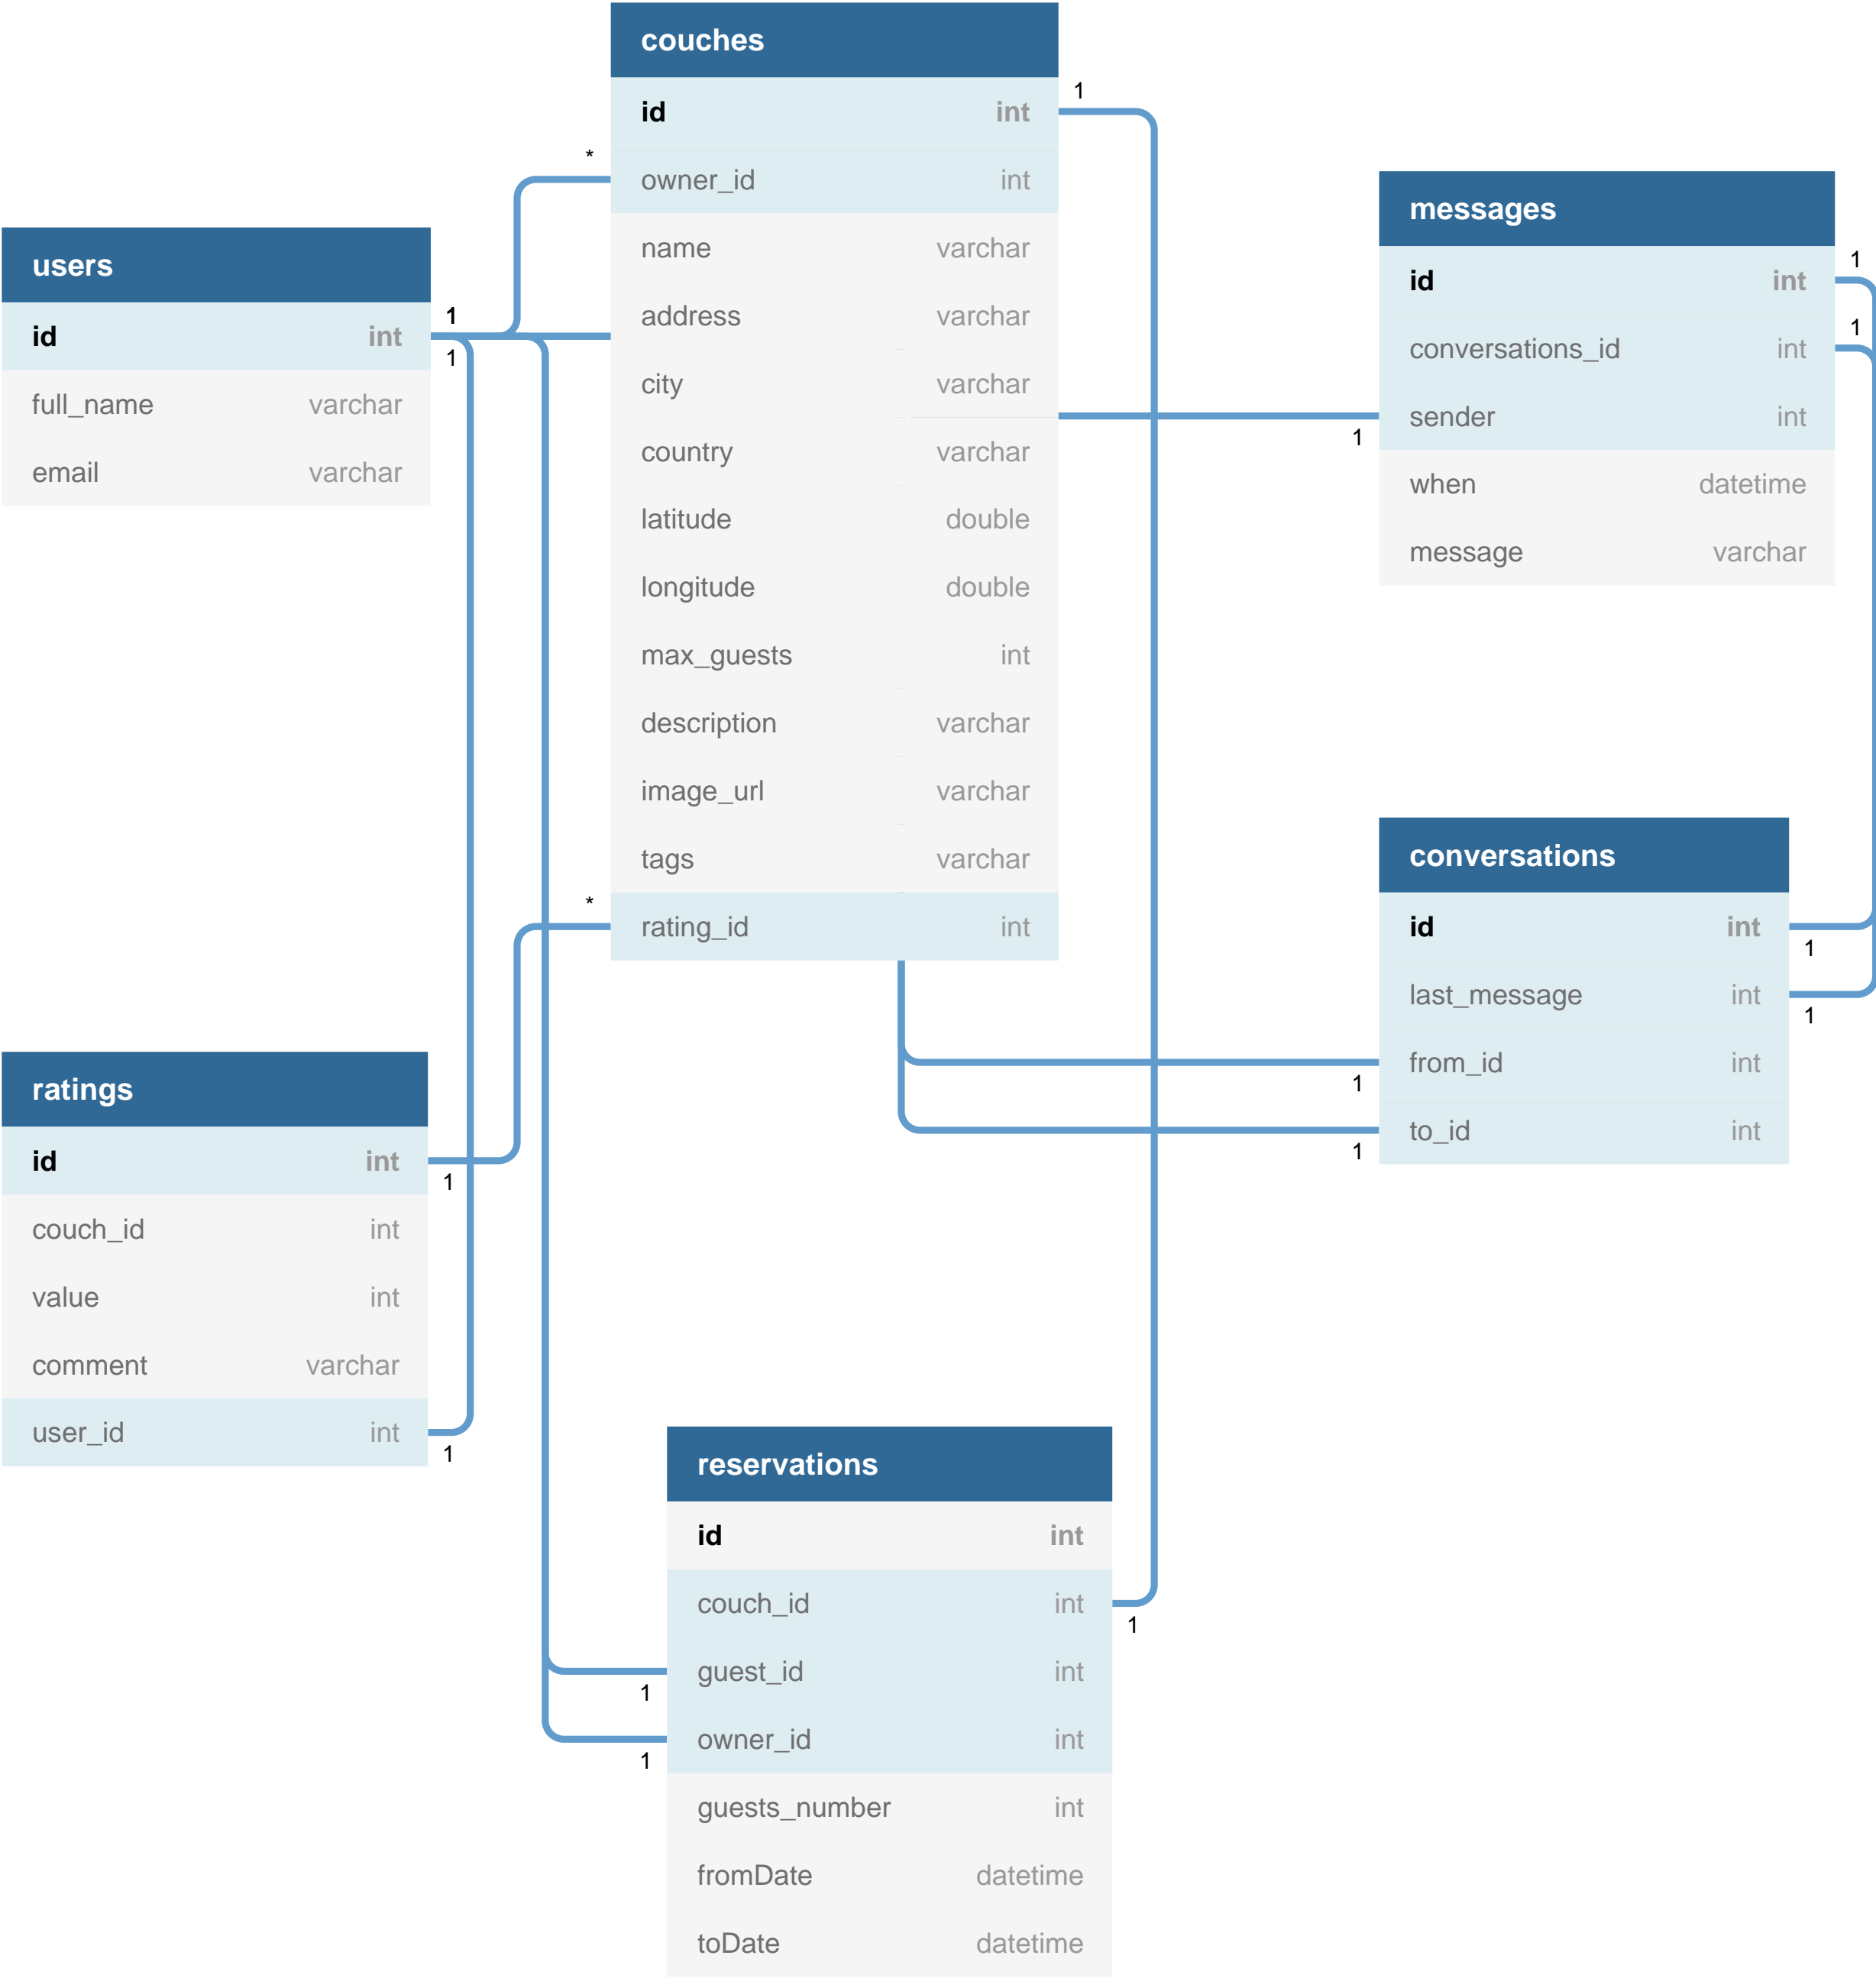 couches
id int
owner_id int
name varchar
address varchar
city varchar
country varchar
latitude double
longitude double
max_guests int
description varchar
image_url varchar
tags varchar
rating_id int
1
*
*
users
id int
full_name varchar
email varchar
1
1
messages
id int
conversations_id int
sender int
when datetime
message varchar
1
1
1
conversations
id int
last_message int
from_id int
to_id int
1
1
1
1
ratings
id int
couch_id int
value int
comment varchar
user_id int
1
1
reservations
id int
couch_id int
guest_id int
owner_id int
guests_number int
fromDate datetime
toDate datetime
1
1
1